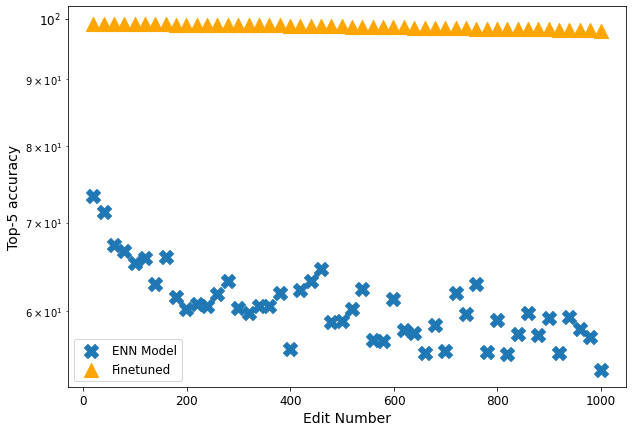 Top-5 accuracy
10²
9 × 10¹
8 × 10¹
7 × 10¹
6 × 10¹
ENN Model
Finetuned
0 200 400 600 800 1000
Edit Number